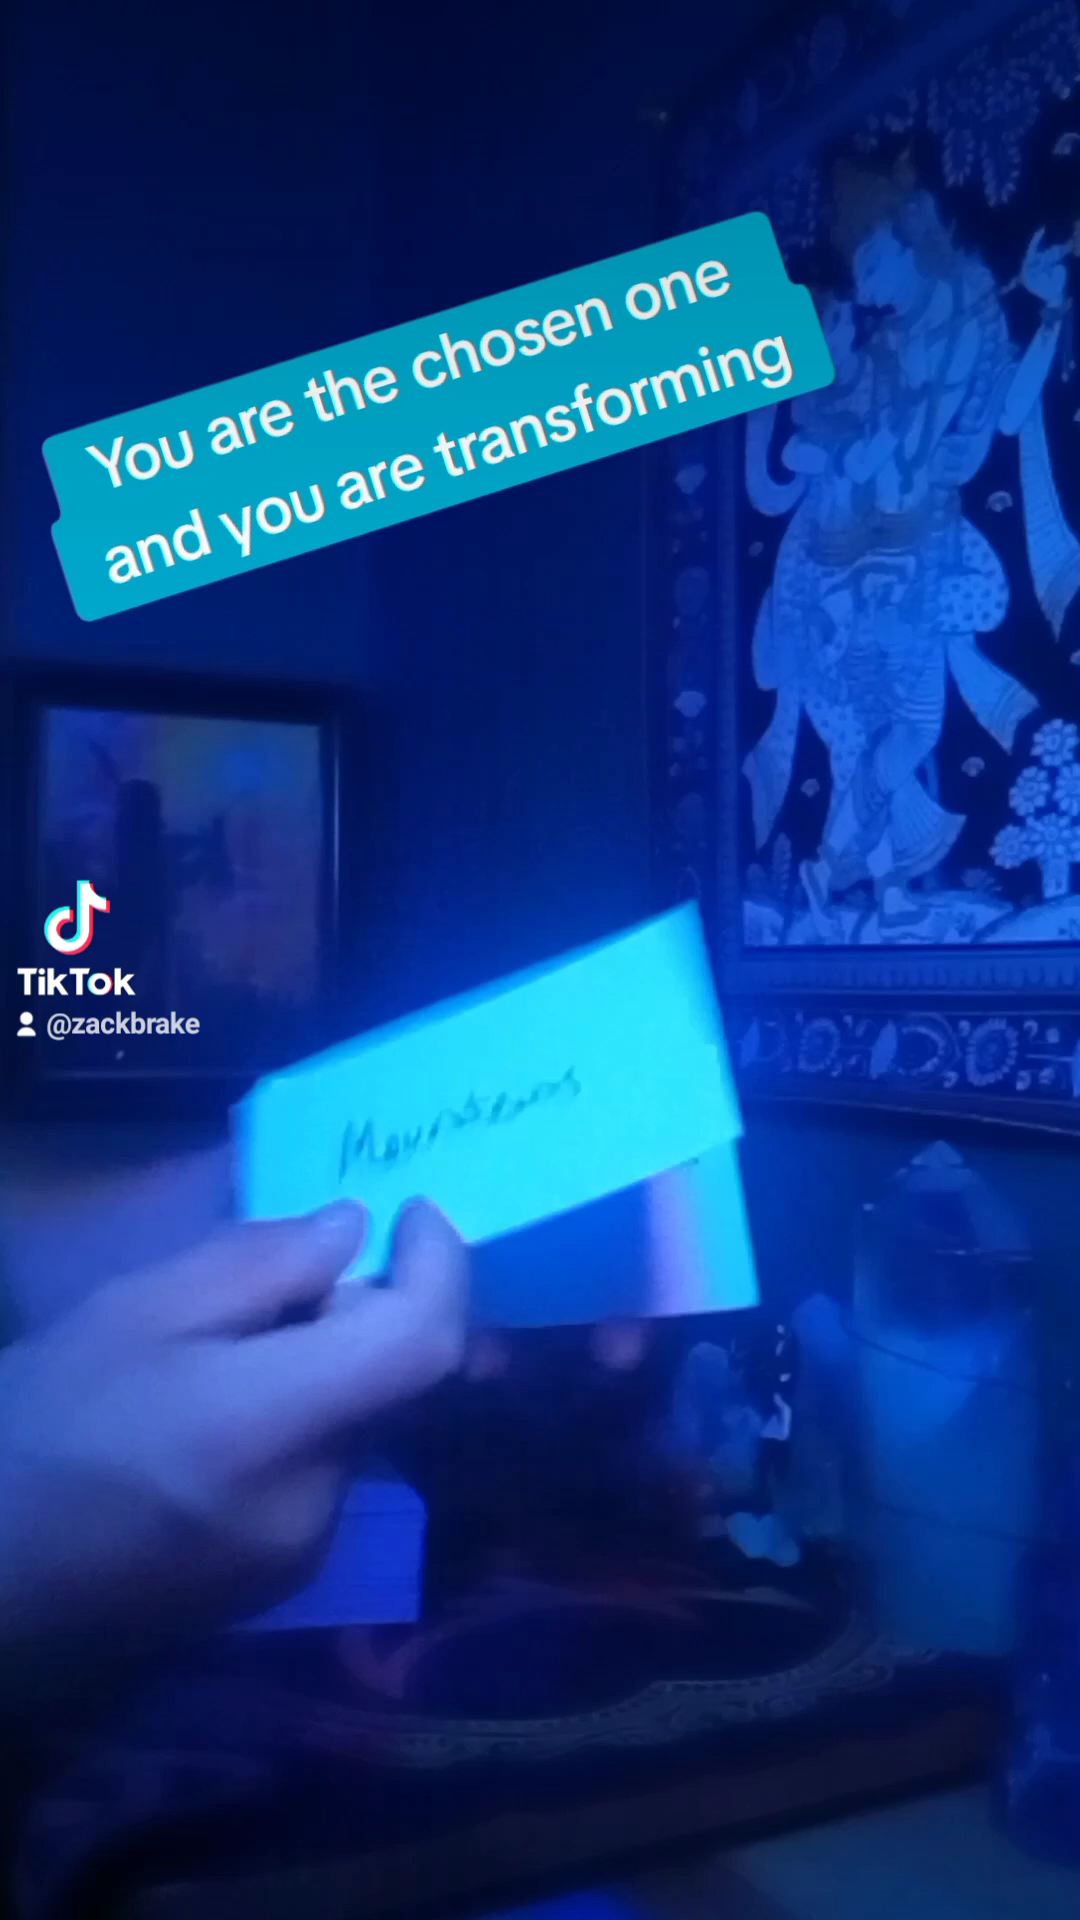 You are the chosen one
and you are transforming
TikTok
@zackbrake
Mountains